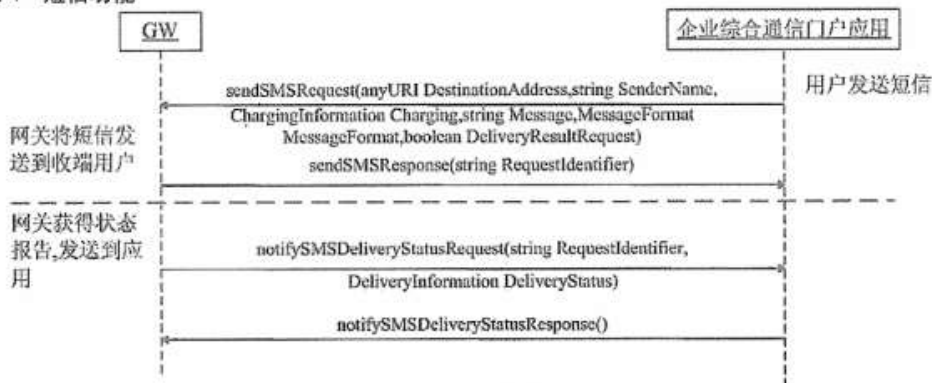 GW
企业综合通信门户应用
用户发送短信
sendSMSRequest(anyURI DestinationAddress,string SenderName,
ChargingInformation Charging,string Message,MessageFormat
MessageFormat,boolean DeliveryResultRequest)
网关将短信发
送到收端用户
sendSMSResponse(string RequestIdentifier)
网关获得状态
报告,发送到应
用
notifySMSDeliveryStatusRequest(string RequestIdentifier,
DeliveryInformation DeliveryStatus)
notifySMSDeliveryStatusResponse()